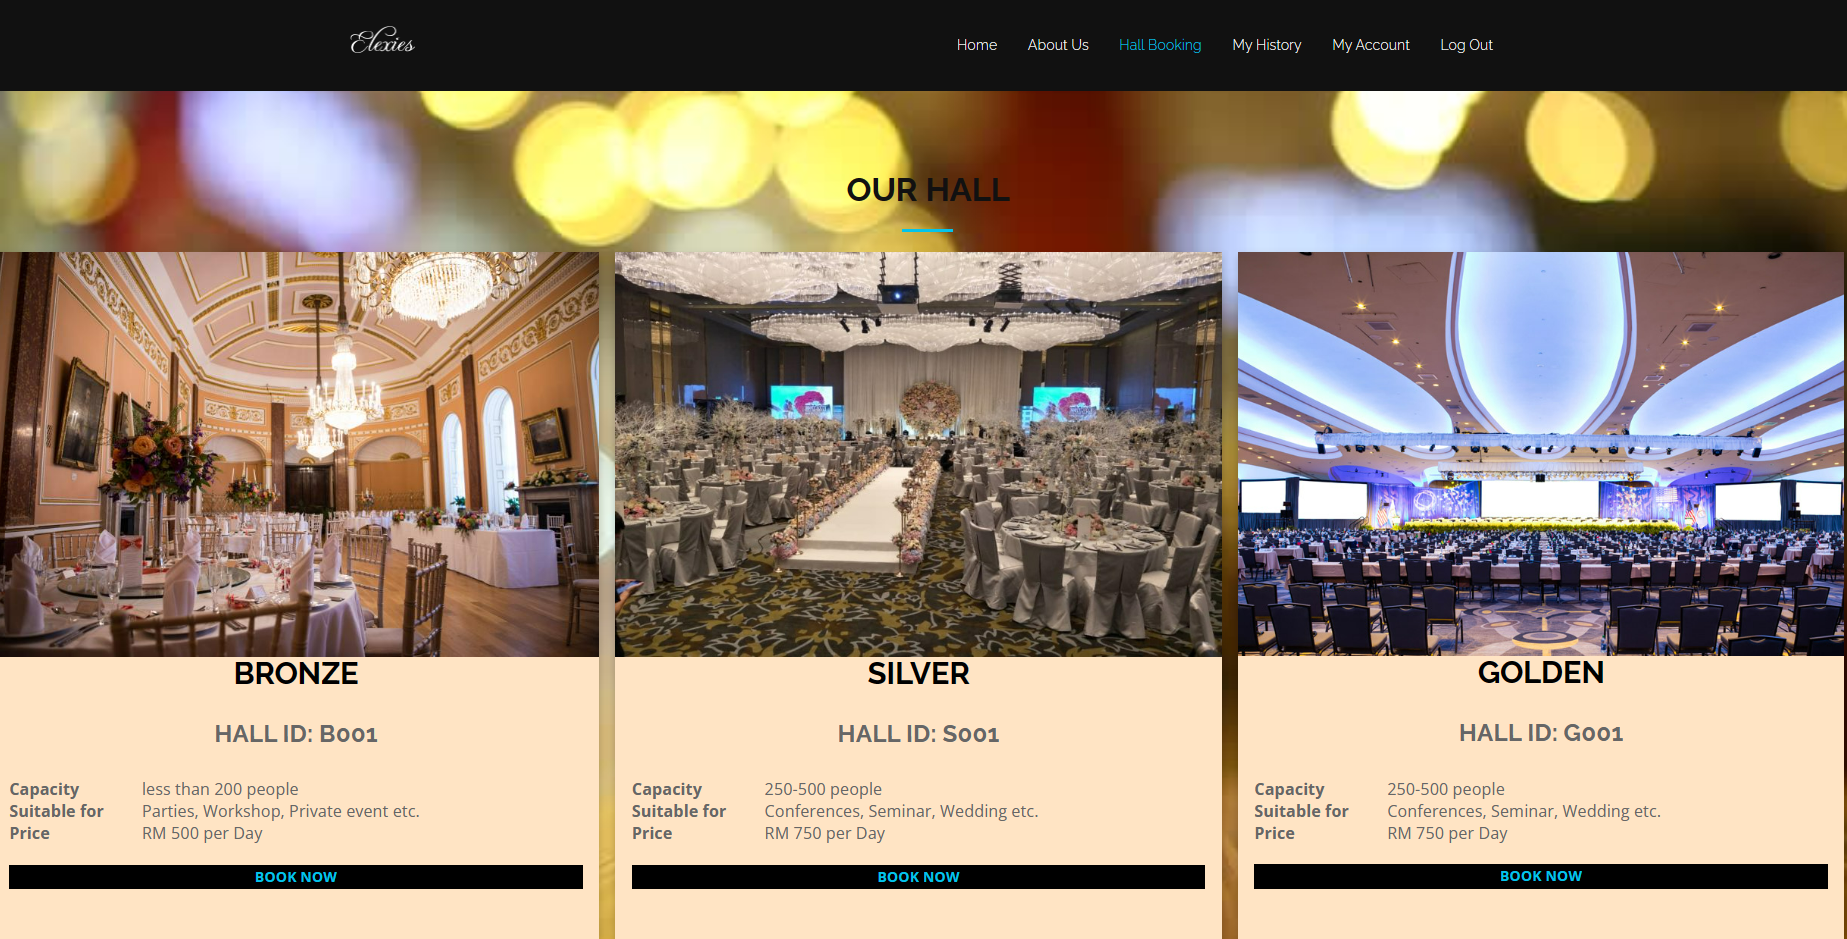 Elexies
Home About Us Hall Booking My History My Account Log Out
OUR HALL
BRONZE
HALL ID: B001
Capacity less than 200 people
Suitable for Parties, Workshop, Private event etc.
Price RM 500 per Day
BOOK NOW
SILVER
HALL ID: S001
Capacity 250-500 people
Suitable for Conferences, Seminar, Wedding etc.
Price RM 750 per Day
BOOK NOW
GOLDEN
HALL ID: G001
Capacity 250-500 people
Suitable for Conferences, Seminar, Wedding etc.
Price RM 750 per Day
BOOK NOW